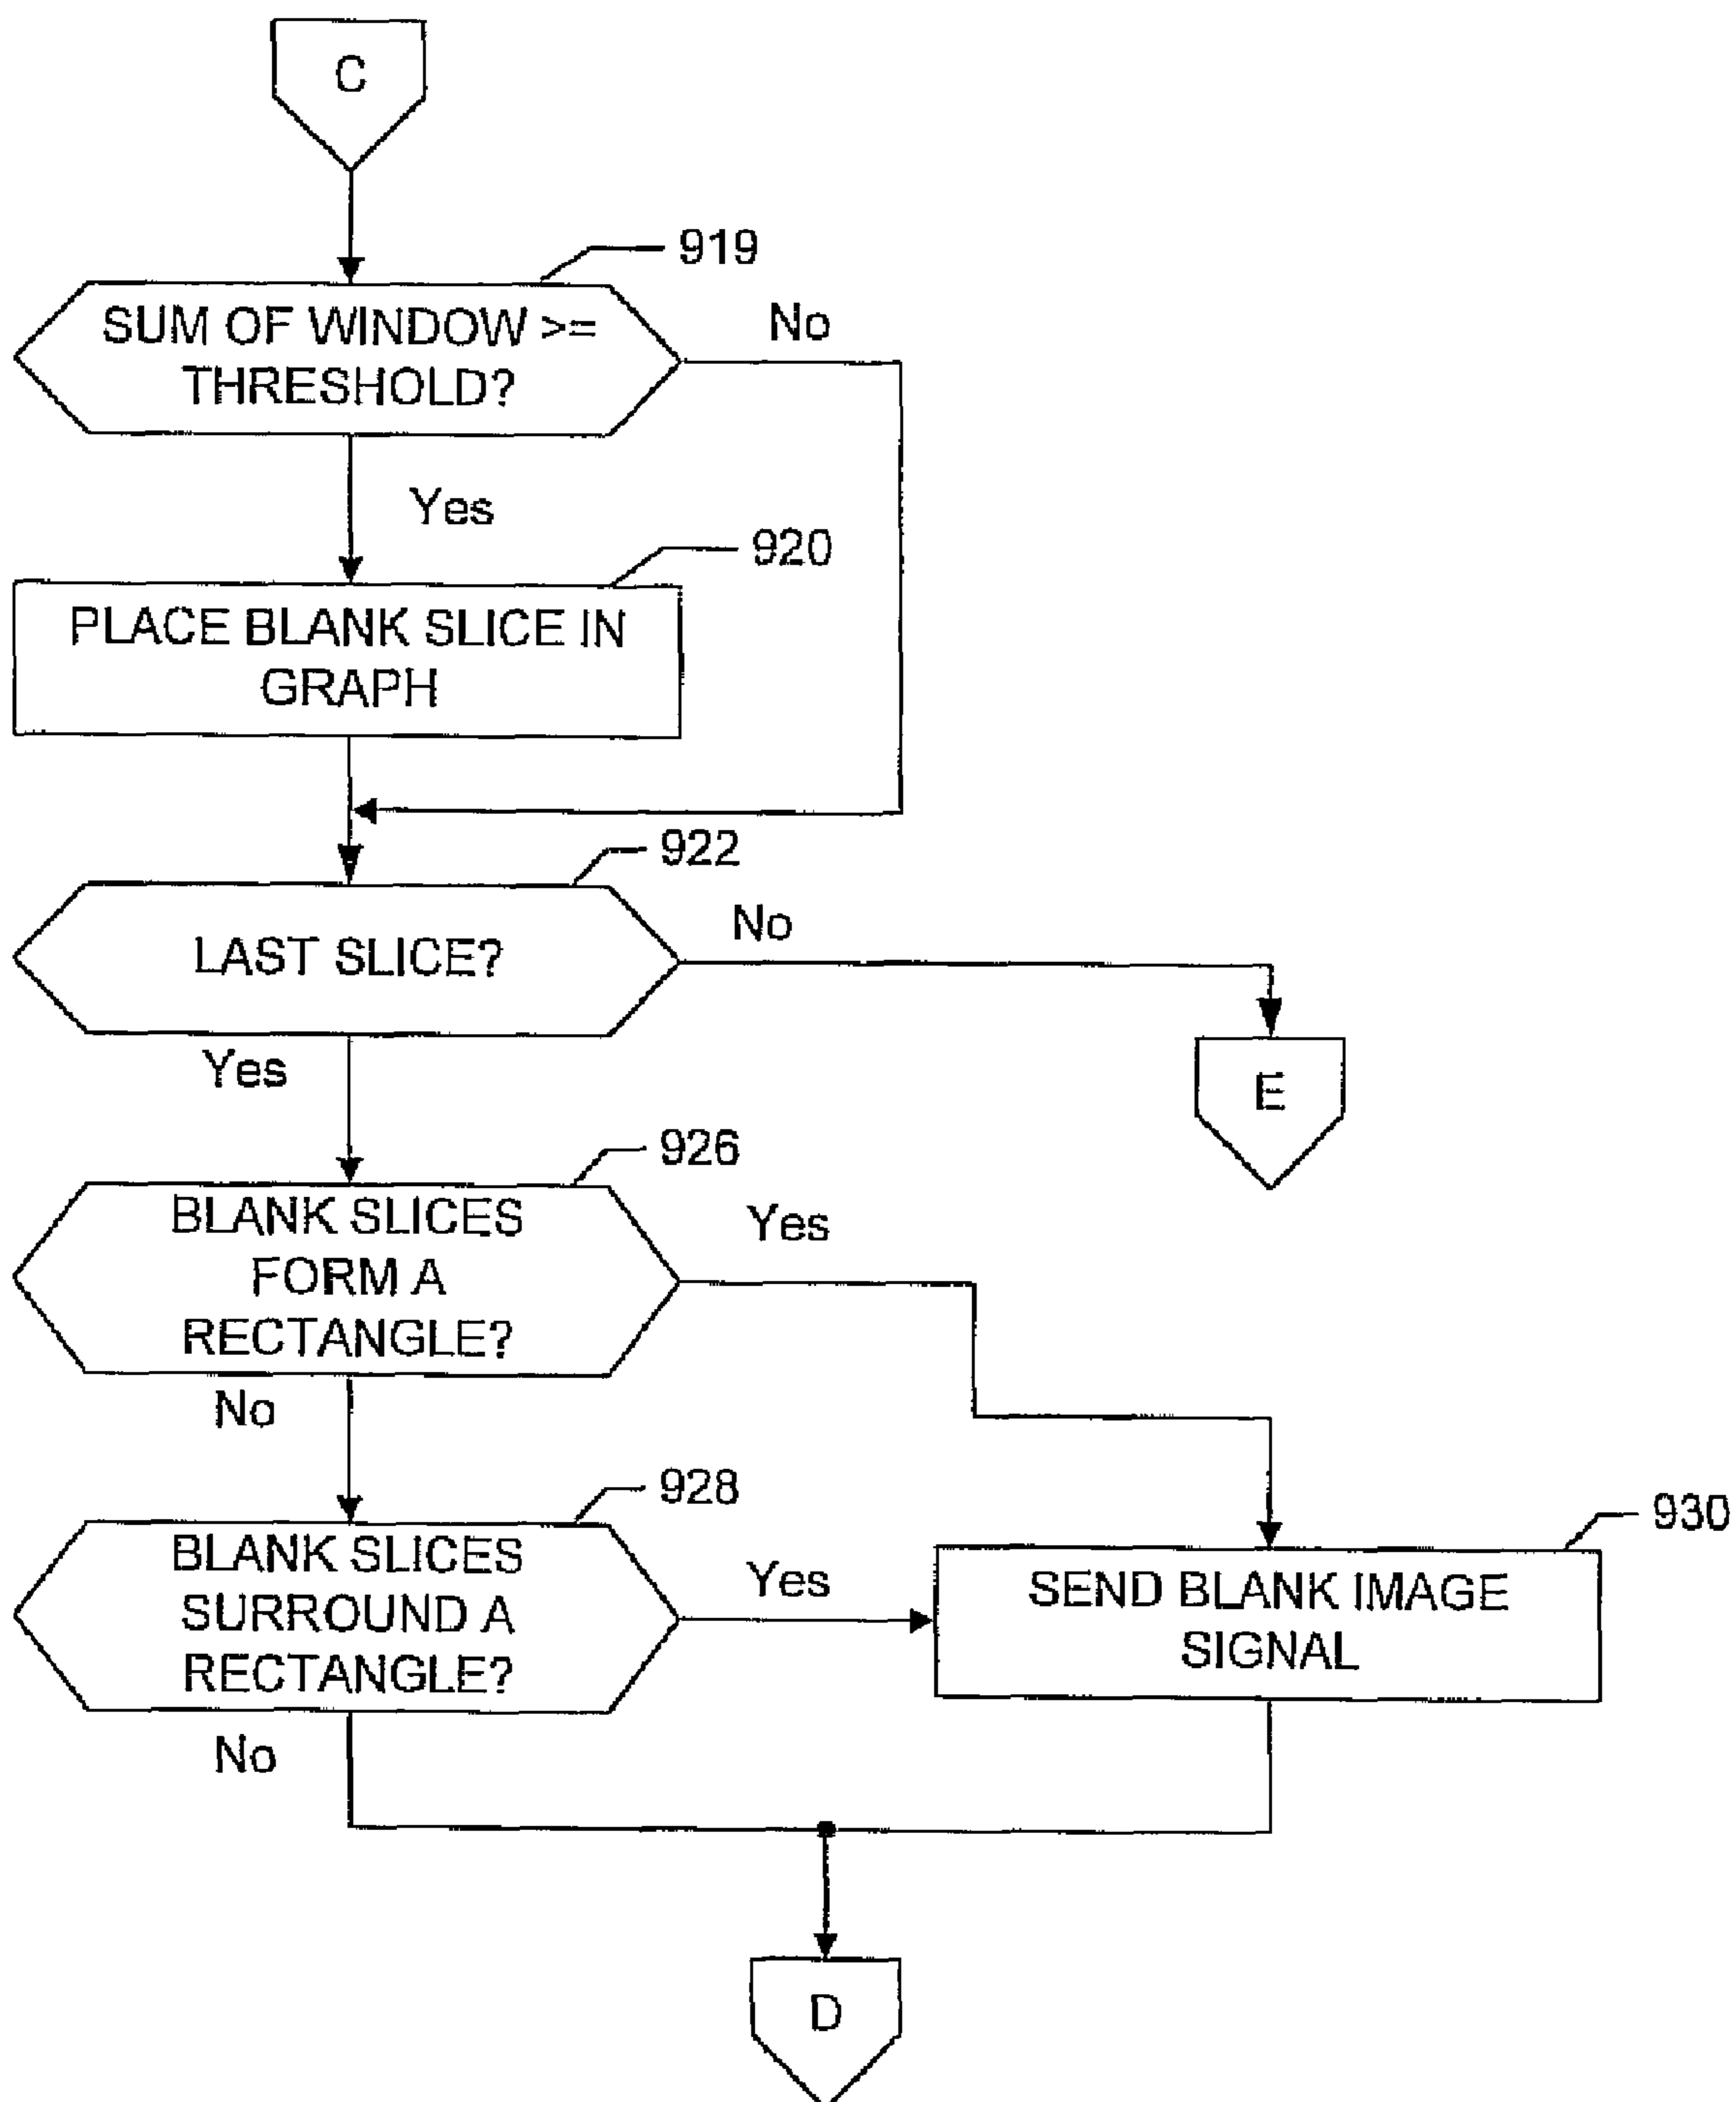 C
919
SUM OF WINDOW >=
THRESHOLD?
No
Yes
920
PLACE BLANK SLICE IN
GRAPH
922
LAST SLICE?
No
Yes
E
926
BLANK SLICES
FORM A
RECTANGLE?
Yes
No
928
BLANK SLICES
SURROUND A
RECTANGLE?
Yes
930
SEND BLANK IMAGE
SIGNAL
No
D